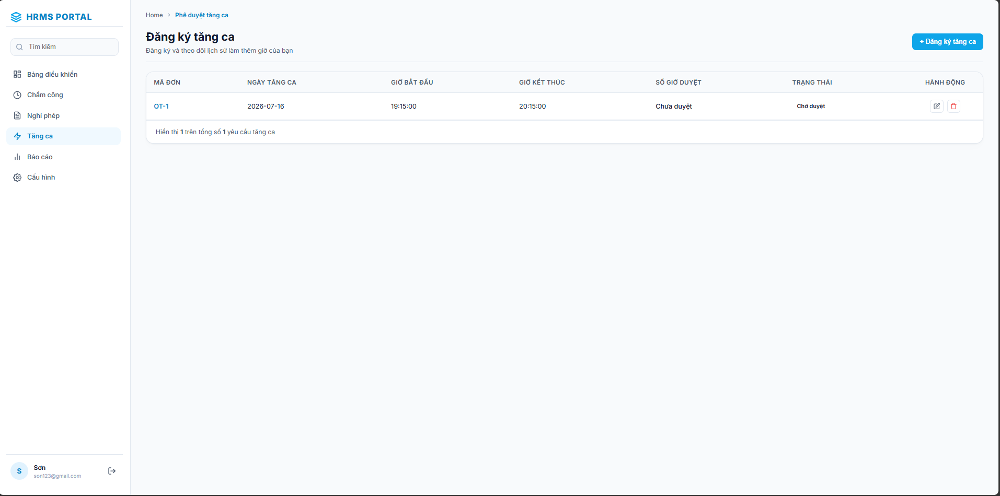 HRMS PORTAL
Tìm kiếm
Bảng điều khiển
Chấm công
Nghỉ phép
Tăng ca
Báo cáo
Cấu hình
Sơn
S
son123@gmail.com
Home › Phê duyệt tăng ca
Đăng ký tăng ca
Đăng ký và theo dõi lịch sử làm thêm giờ của bạn
+ Đăng ký tăng ca
MÃ ĐƠN NGÀY TĂNG CA GIỜ BẮT ĐẦU GIỜ KẾT THÚC SỐ GIỜ DUYỆT TRẠNG THÁI HÀNH ĐỘNG
OT-1 2026-07-16 19:15:00 20:15:00 Chưa duyệt Chờ duyệt
Hiển thị 1 trên tổng số 1 yêu cầu tăng ca